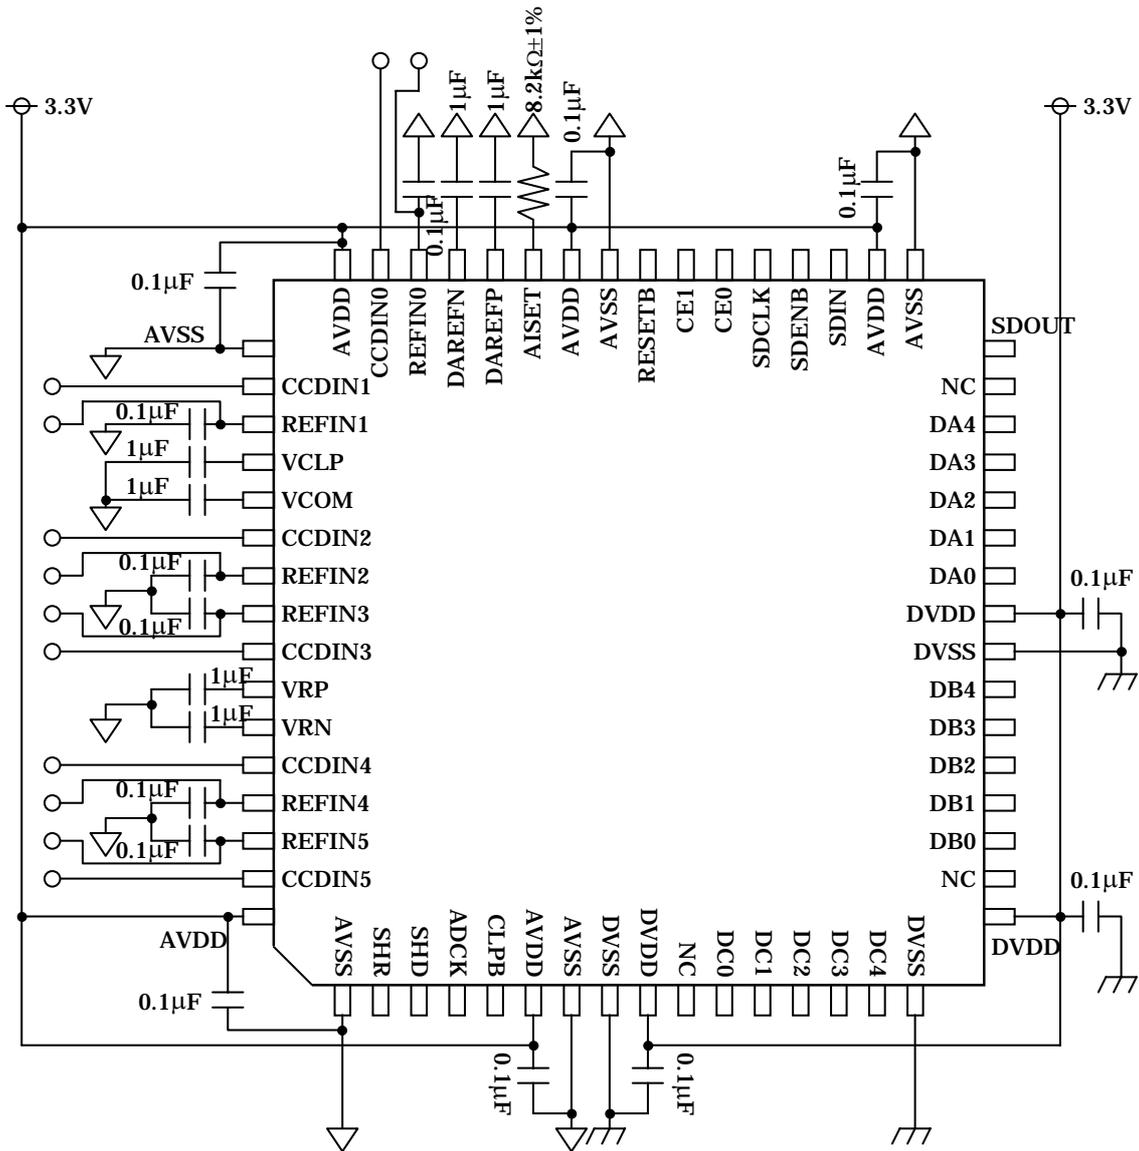 8.2kΩ±1%
1μF
1μF
0.1μF
3.3V
3.3V
0.1μF
0.1μF
0.1μF
AVSS
AVDD
CCDIN0
REFIN0
DAREFN
DAREFP
AISET
AVDD
AVSS
RESETB
CE1
CE0
SDCLK
SDENB
SDIN
AVDD
AVSS
SDOUT
CCDIN1
NC
0.1μF
REFIN1
DA4
1μF
VCLP
DA3
1μF
VCOM
DA2
CCDIN2
DA1
0.1μF
REFIN2
DA0
0.1μF
0.1μF
REFIN3
DVDD
CCDIN3
DVSS
1μF
VRP
DB4
1μF
VRN
DB3
CCDIN4
DB2
0.1μF
REFIN4
DB1
0.1μF
REFIN5
DB0
CCDIN5
NC
0.1μF
AVDD
DVDD
AVSS
SHR
SHD
ADCK
CLPB
AVDD
AVSS
DVSS
DVDD
NC
DC0
DC1
DC2
DC3
DC4
DVSS
0.1μF
0.1μF
0.1μF